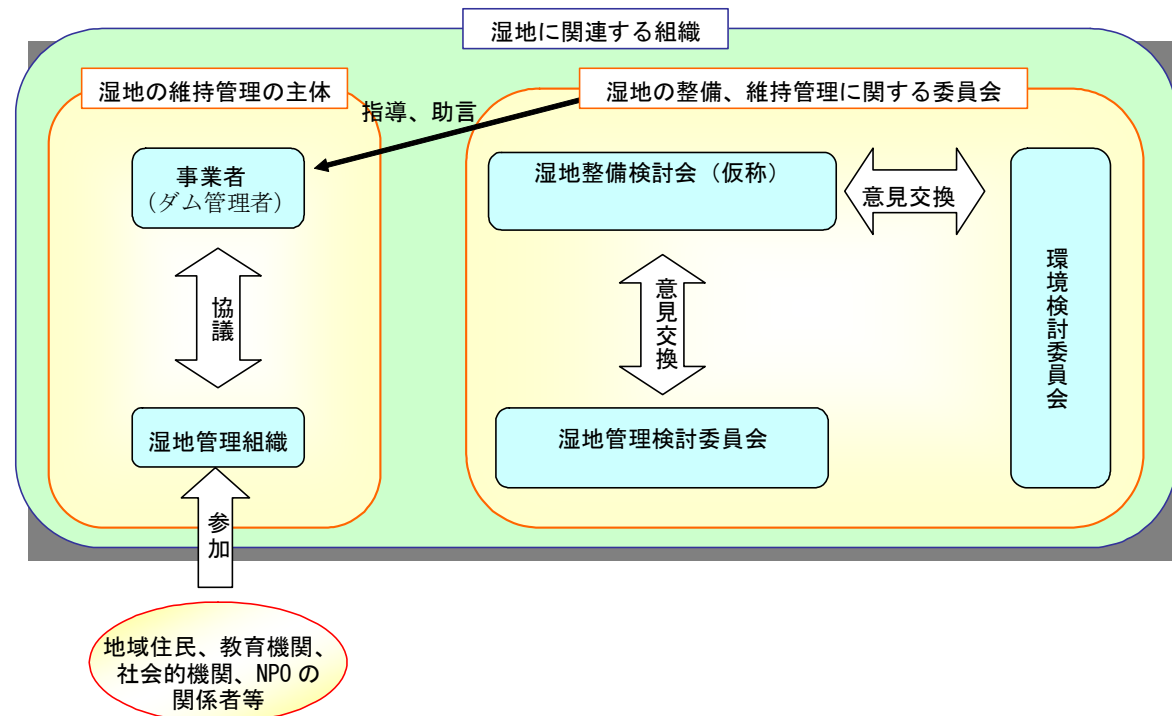 湿地に関連する組織
湿地の維持管理の主体
湿地の整備、維持管理に関する委員会
指導、助言
事業者
（ダム管理者）
協議
湿地管理組織
参加
地域住民、教育機関、
社会的機関、NPOの
関係者等
湿地整備検討会（仮称）
意見交換
意見交換
湿地管理検討委員会
環境検討委員会